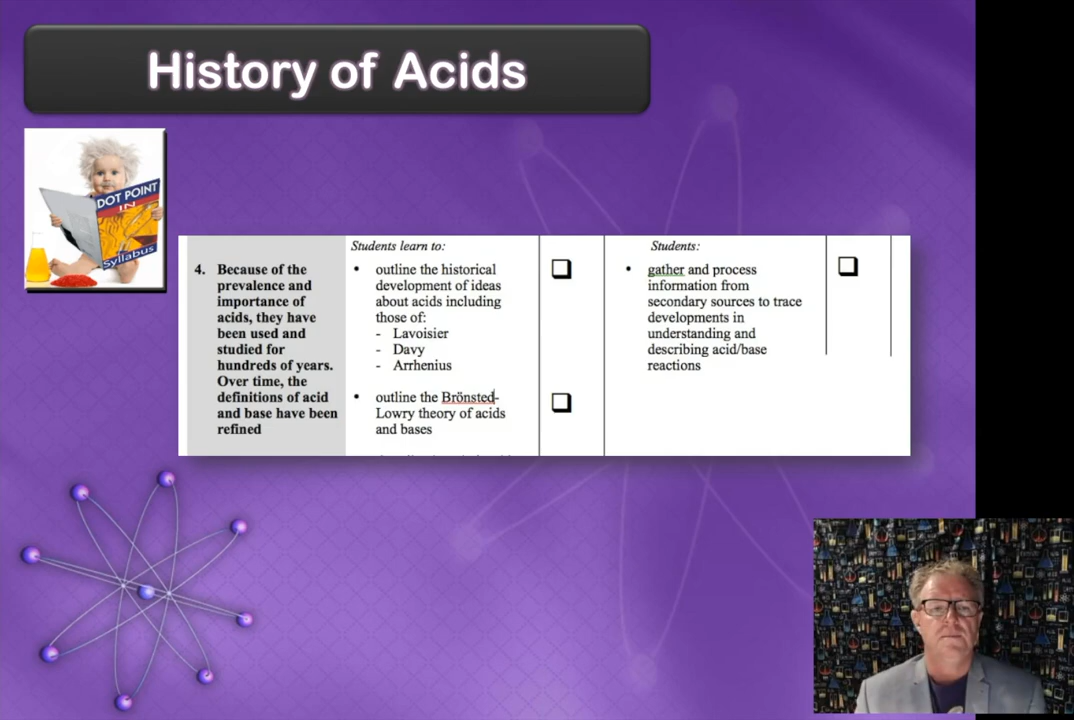 History of Acids
DOT POINT
IN
Syllabus
4. Because of the
prevalence and
importance of
acids, they have
been used and
studied for
hundreds of years.
Over time, the
definitions of acid
and base have been
refined
Students learn to:
• outline the historical
development of ideas
about acids including
those of:
- Lavoisier
- Davy
- Arrhenius
• outline the Brönsted-
Lowry theory of acids
and bases
Students:
• gather and process
information from
secondary sources to trace
developments in
understanding and
describing acid/base
reactions